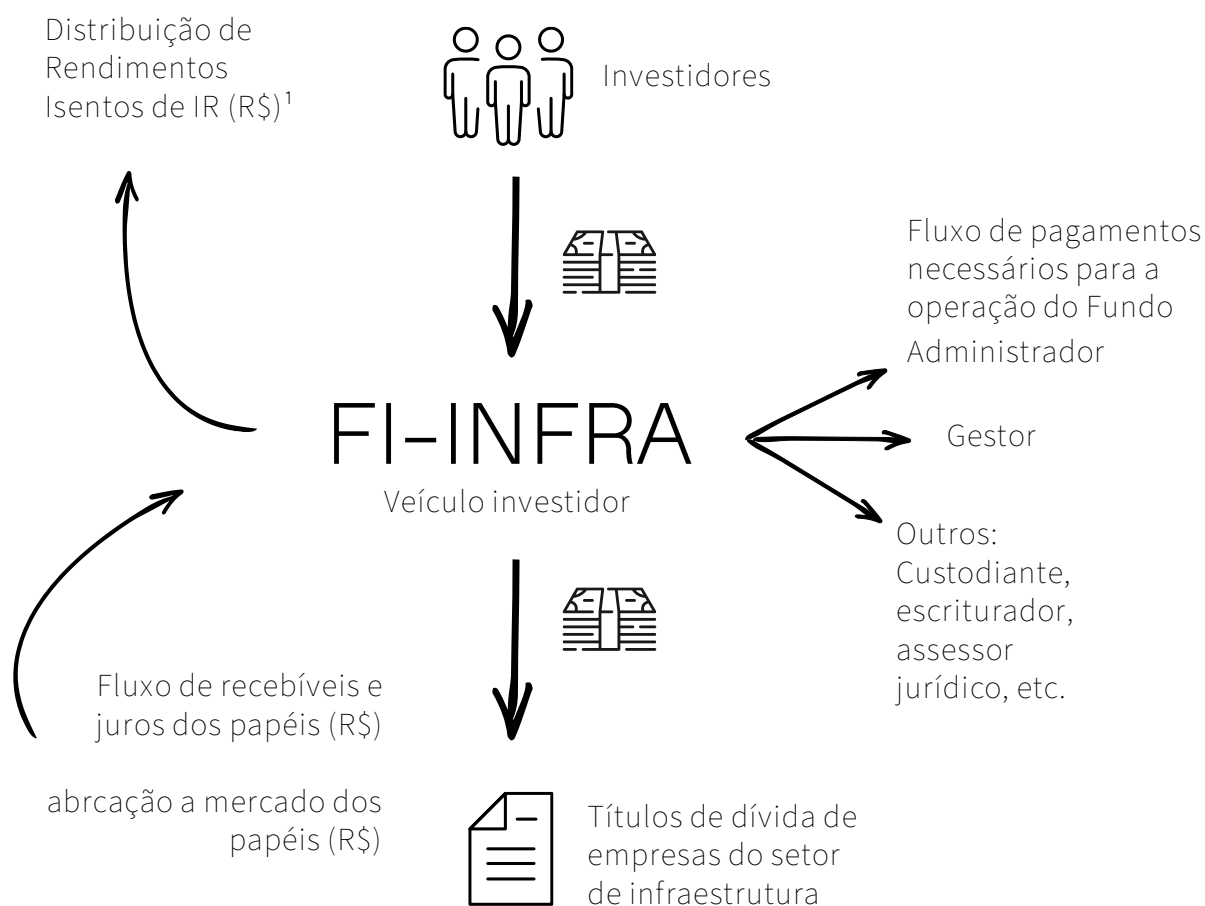 Distribuição de
Rendimentos
Isentos de IR (R$)¹
Investidores
Fluxo de pagamentos
necessários para a
operação do Fundo
Administrador
FI-INFRA
Veículo investidor
Gestor
Outros:
Custodiante,
escriturador,
assessor
jurídico, etc.
Fluxo de recebíveis e
juros dos papéis (R$)
abrcação a mercado dos
papéis (R$)
Títulos de dívida de
empresas do setor
de infraestrutura